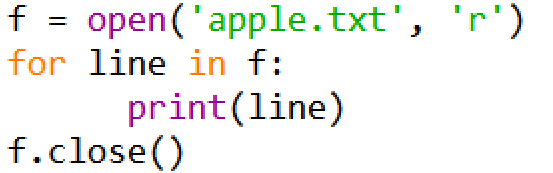 f = open('apple.txt', 'r')
for line in f:
      print(line)
f.close()